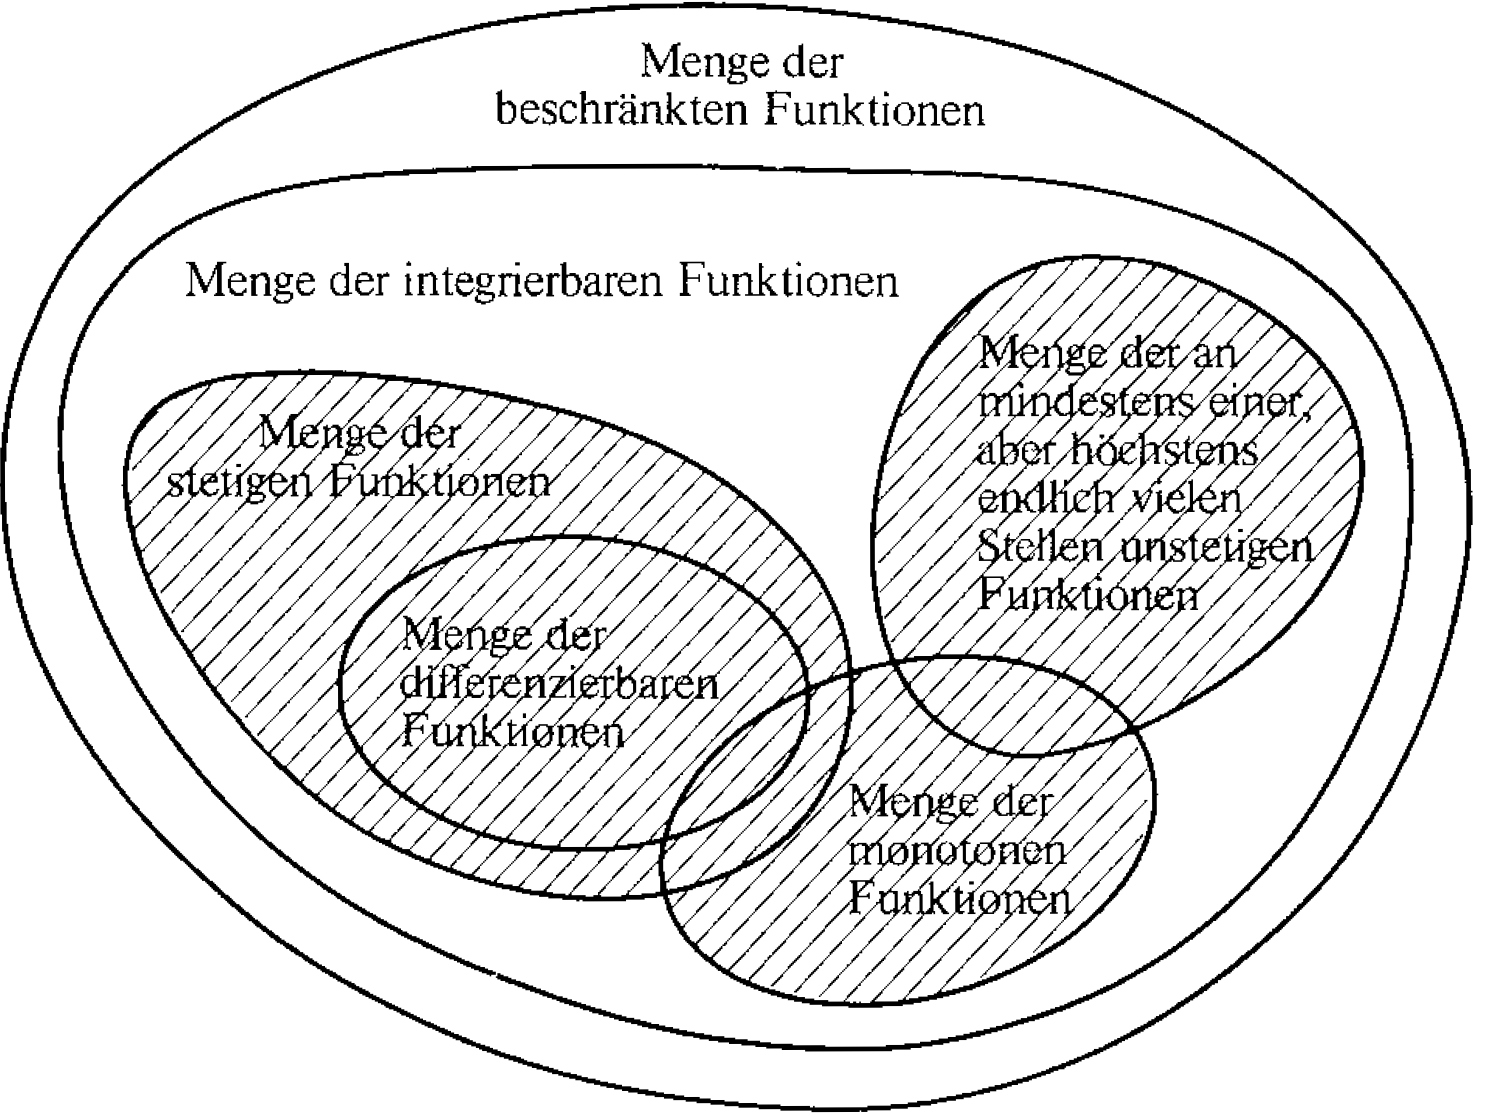 Menge der
beschränkten Funktionen
Menge der integrierbaren Funktionen
Menge der
stetigen Funktionen
Menge der an
mindestens einer,
aber höchstens
endlich vielen
Stellen unstetigen
Funktionen
Menge der
differenzierbaren
Funktionen
Menge der
monotonen
Funktionen